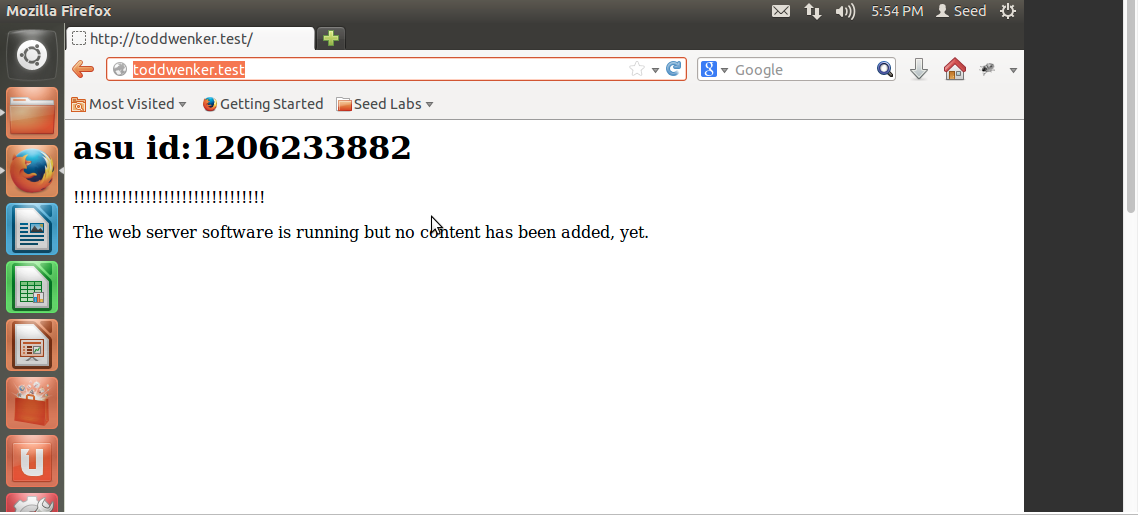 Mozilla Firefox
5:54 PM Seed
http://toddwenker.test/
toddwenker.test
8 Google
Most Visited Getting Started Seed Labs
asu id:1206233882
!!!!!!!!!!!!!!!!!!!!!!!!!!!!!!!!
The web server software is running but no content has been added, yet.